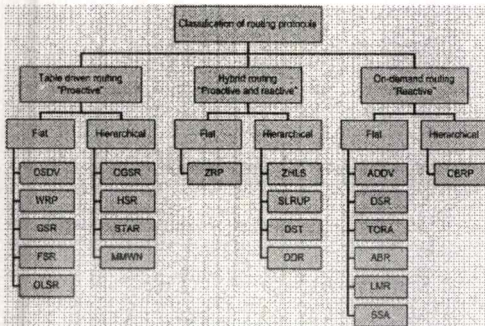 Classification of routing protocols
Table driven routing
"Proactive"
Hybrid routing
"Proactive and reactive"
On-demand routing
"Reactive"
Flat
Hierarchical
Flat
Hierarchical
Flat
Hierarchical
DSDV
CGSR
ZRP
ZHLS
ADDV
CBRP
WRP
HSR
SLRUP
DSR
GSR
STAR
DST
TCRA
FSR
MMWN
DDR
ABR
OLSR
LMR
SSA